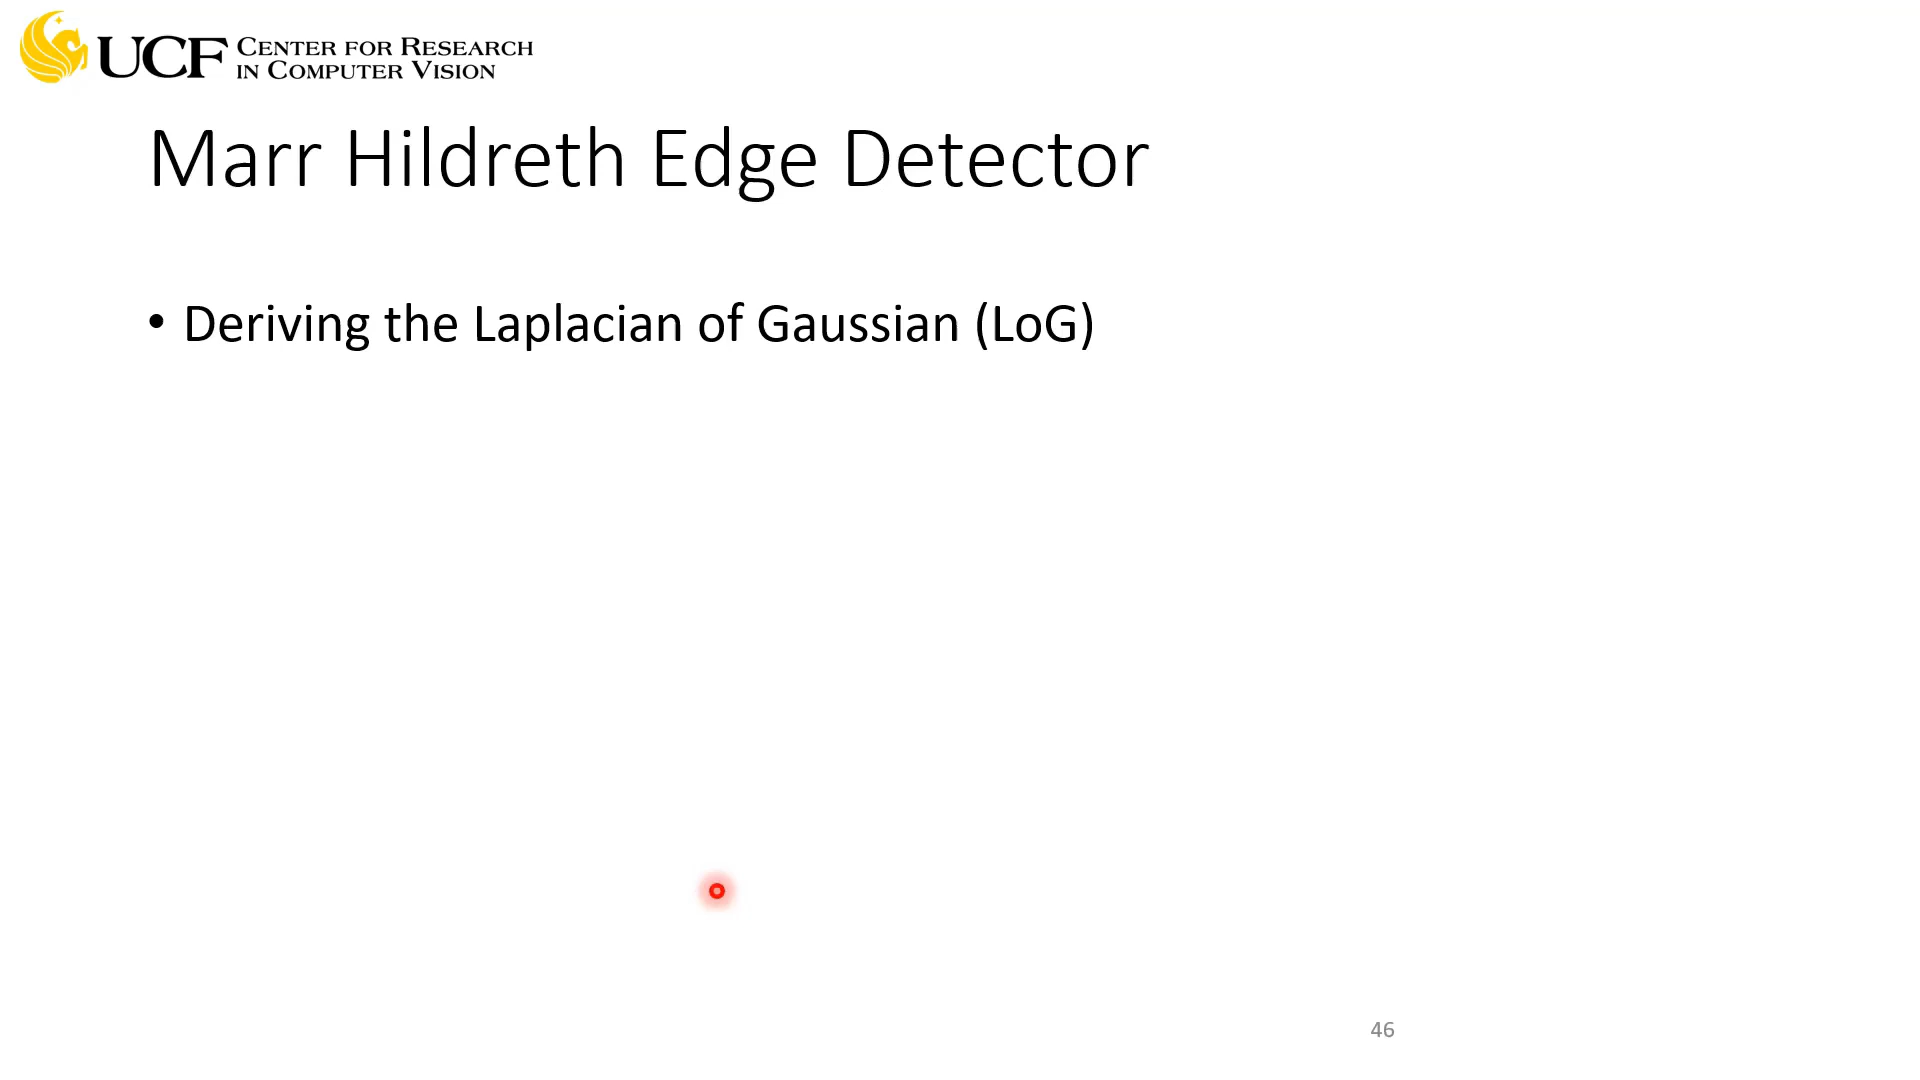 UCF CENTER FOR RESEARCH
IN COMPUTER VISION
Marr Hildreth Edge Detector
• Deriving the Laplacian of Gaussian (LoG)
46